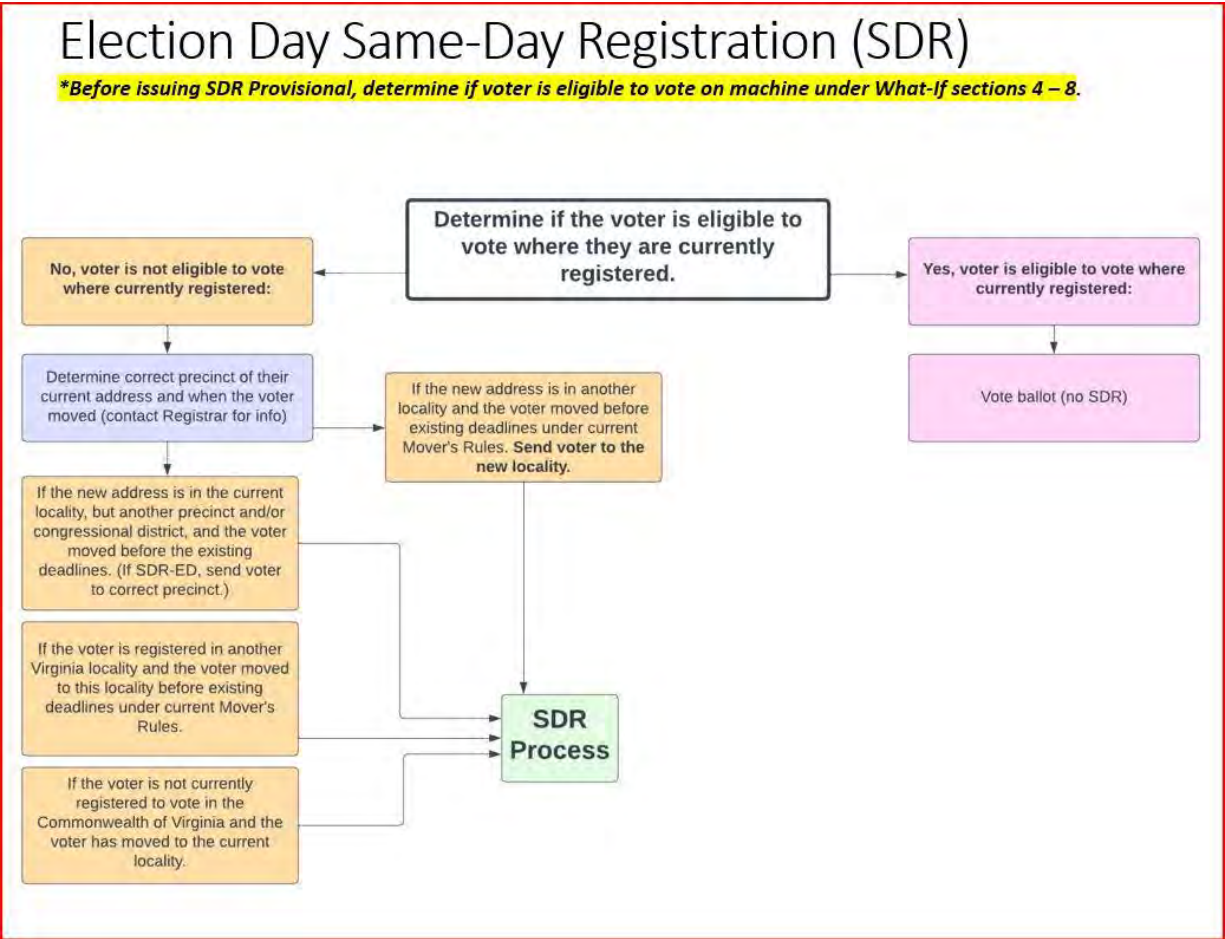 Election Day Same-Day Registration (SDR)
*Before issuing SDR Provisional, determine if voter is eligible to vote on machine under What-If sections 4 – 8.
Determine if the voter is eligible to
vote where they are currently
registered.
No, voter is not eligible to vote
where currently registered:
Yes, voter is eligible to vote where
currently registered:
Determine correct precinct of their
current address and when the voter
moved (contact Registrar for info)
If the new address is in another
locality and the voter moved before
existing deadlines under current
Mover's Rules. Send voter to the
new locality.
Vote ballot (no SDR)
If the new address is in the current
locality, but another precinct and/or
congressional district, and the voter
moved before the existing
deadlines. (If SDR-ED, send voter
to correct precinct.)
If the voter is registered in another
Virginia locality and the voter moved
to this locality before existing
deadlines under current Mover's
Rules.
SDR
Process
If the voter is not currently
registered to vote in the
Commonwealth of Virginia and the
voter has moved to the current
locality.